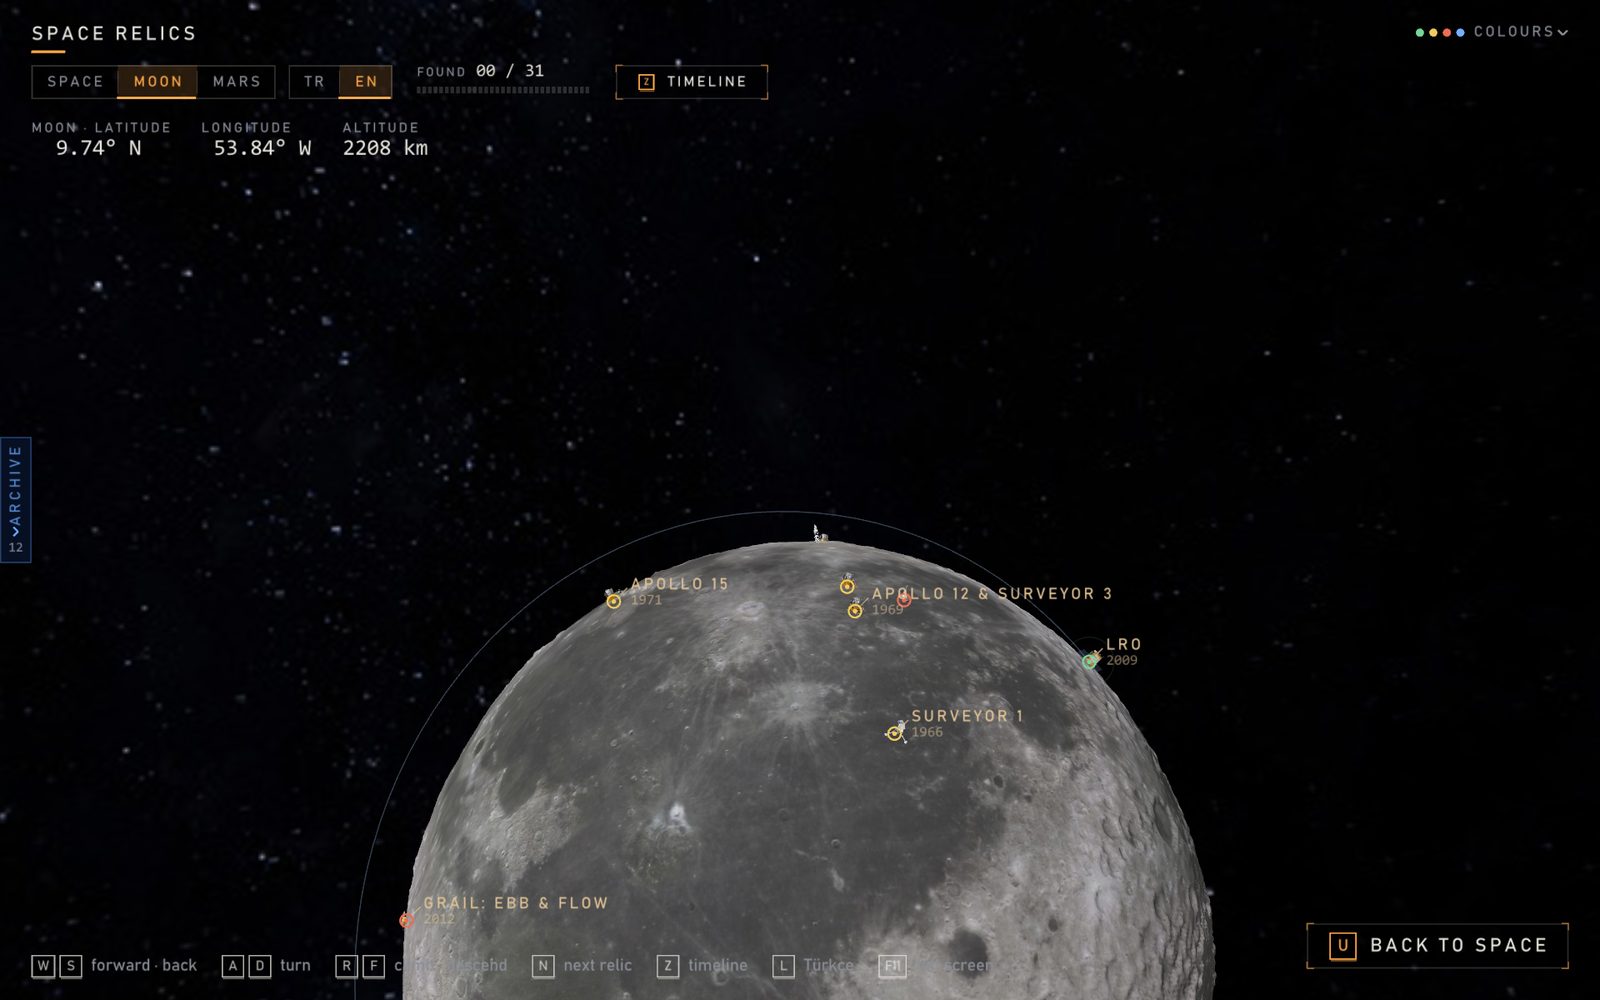 SPACE RELICS
COLOURS
SPACE MOON MARS TR EN FOUND 00 / 31 Z TIMELINE
MOON · LATITUDE LONGITUDE ALTITUDE
9.74° N 53.84° W 2208 km
ARCHIVE
12
APOLLO 15
1971
APOLLO 12 & SURVEYOR 3
1969
LRO
2009
SURVEYOR 1
1966
GRAIL: EBB & FLOW
2012
U BACK TO SPACE
W S forward · back A D turn R F N next relic Z timeline L Türkçe F11 screen